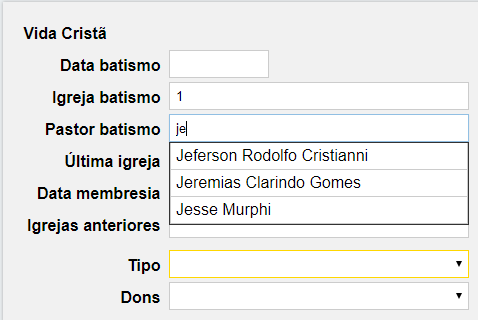 Vida Cristã
Data batismo
Igreja batismo 1
Pastor batismo je
Última igreja Jeferson Rodolfo Cristianni
Data membresia Jeremias Clarindo Gomes
Igrejas anteriores Jesse Murphi
Tipo
Dons